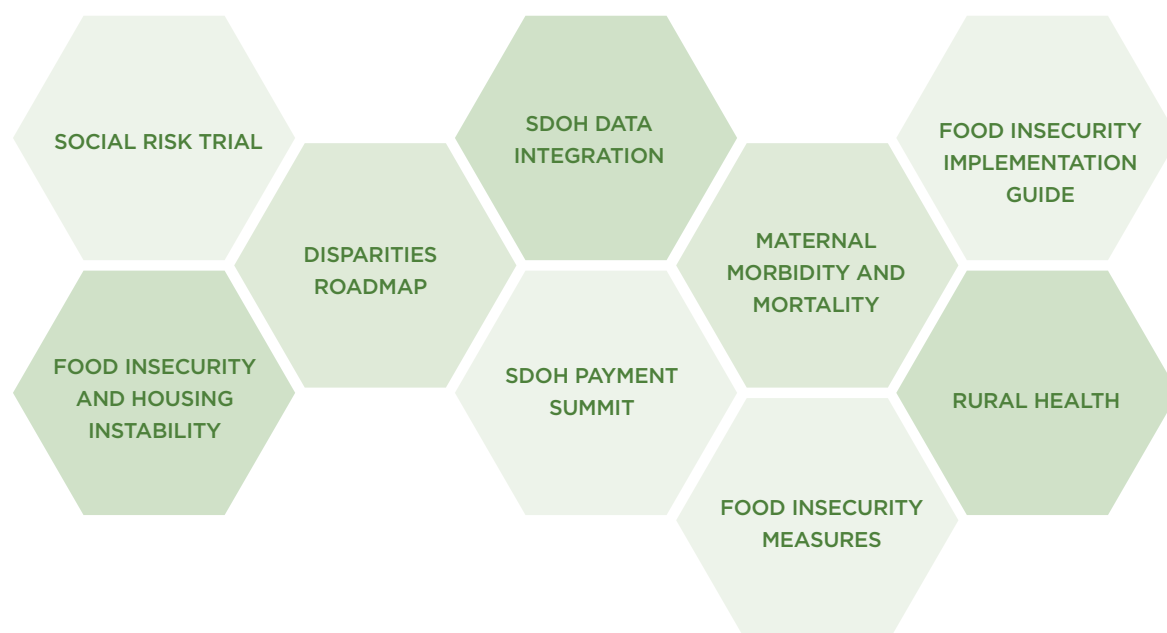 SOCIAL RISK TRIAL
FOOD INSECURITY
AND HOUSING
INSTABILITY
DISPARITIES
ROADMAP
SDOH DATA
INTEGRATION
SDOH PAYMENT
SUMMIT
MATERNAL
MORBIDITY AND
MORTALITY
FOOD INSECURITY
MEASURES
FOOD INSECURITY
IMPLEMENTATION
GUIDE
RURAL HEALTH